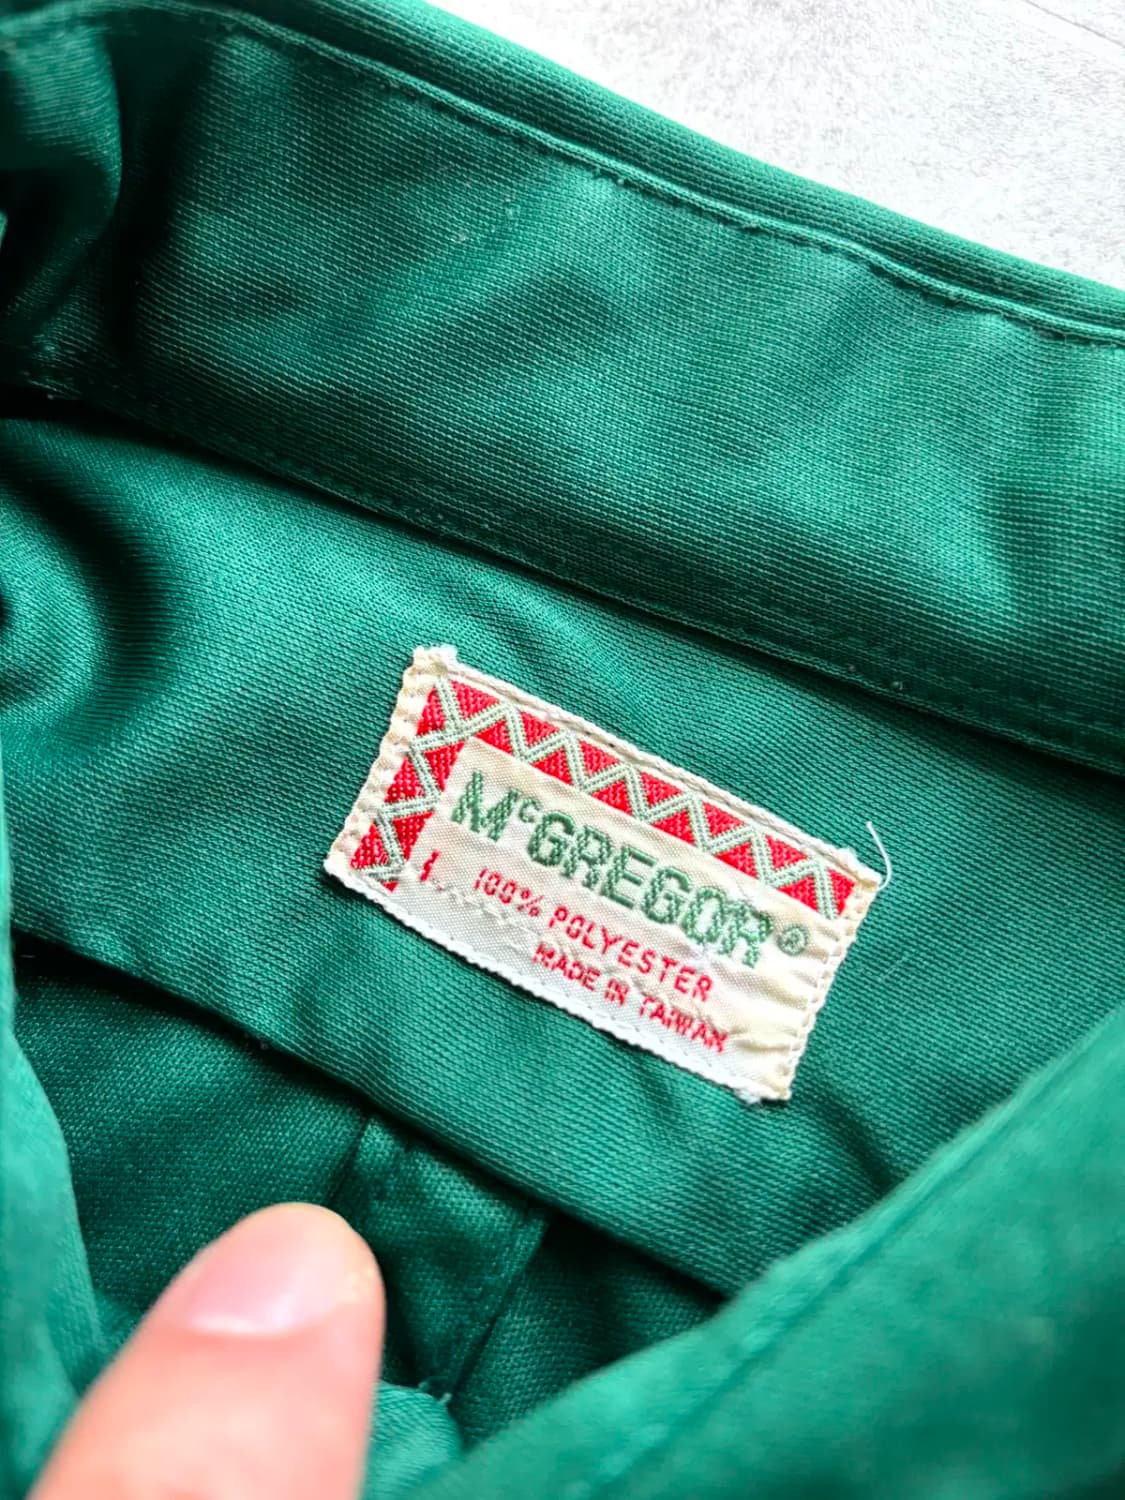 McGREGOR®
100% POLYESTER
MADE IN TAIWAN